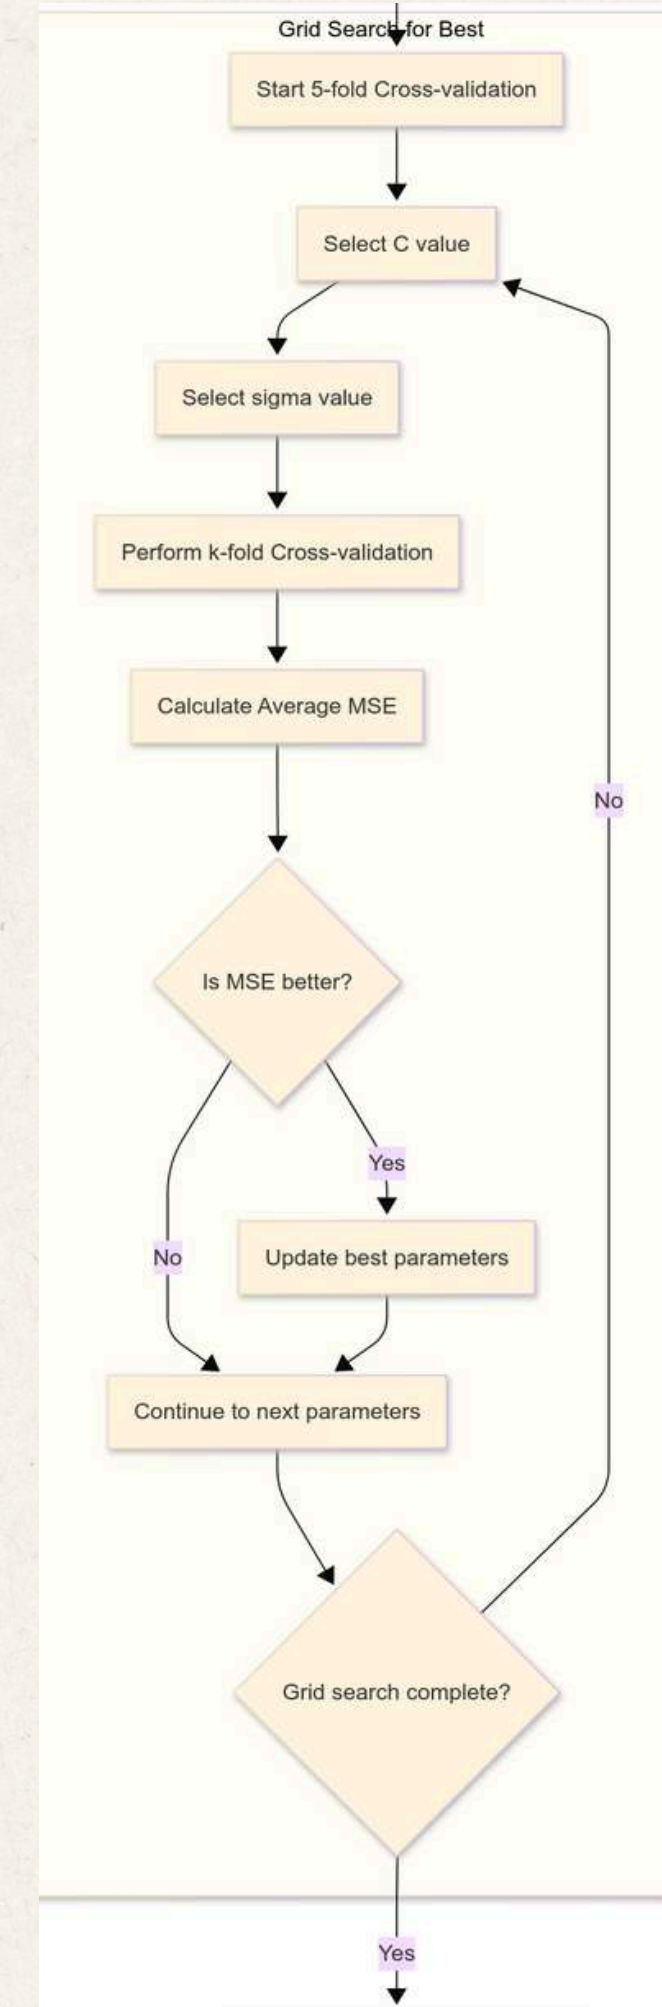 Grid Search for Best
Start 5-fold Cross-validation
Select C value
Select sigma value
Perform k-fold Cross-validation
Calculate Average MSE
No
Is MSE better?
Yes
No
Update best parameters
Continue to next parameters
Grid search complete?
Yes